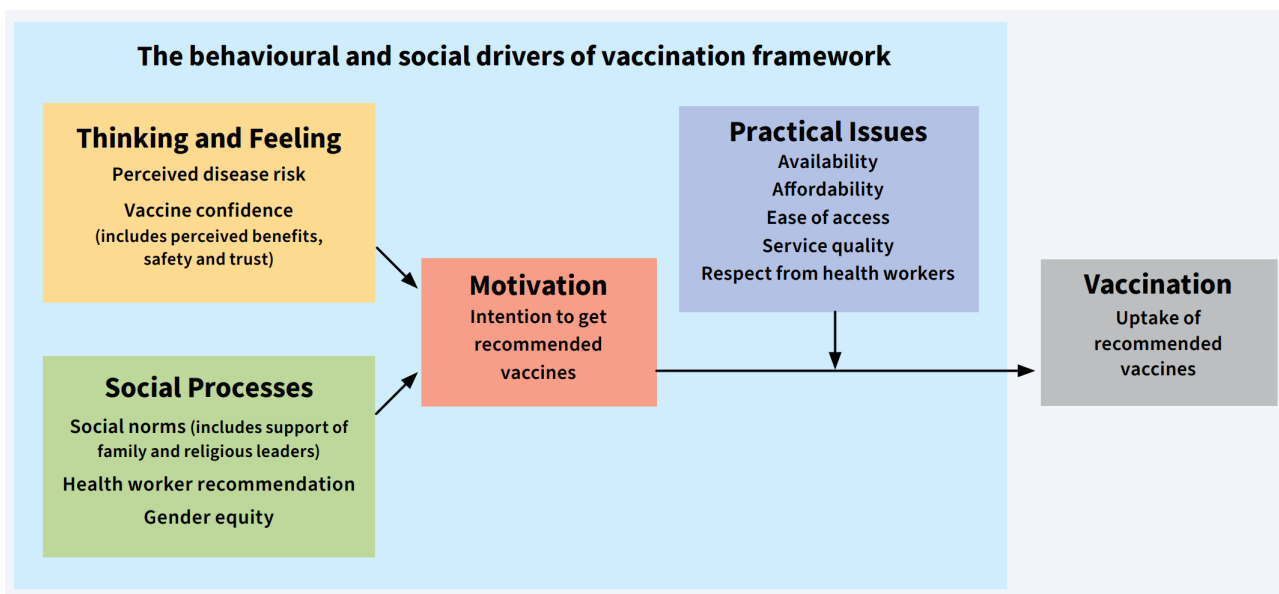 The behavioural and social drivers of vaccination framework
Thinking and Feeling
Perceived disease risk
Vaccine confidence
(includes perceived benefits,
safety and trust)
Social Processes
Social norms (includes support of
family and religious leaders)
Health worker recommendation
Gender equity
Motivation
Intention to get
recommended
vaccines
Practical Issues
Availability
Affordability
Ease of access
Service quality
Respect from health workers
Vaccination
Uptake of
recommended
vaccines